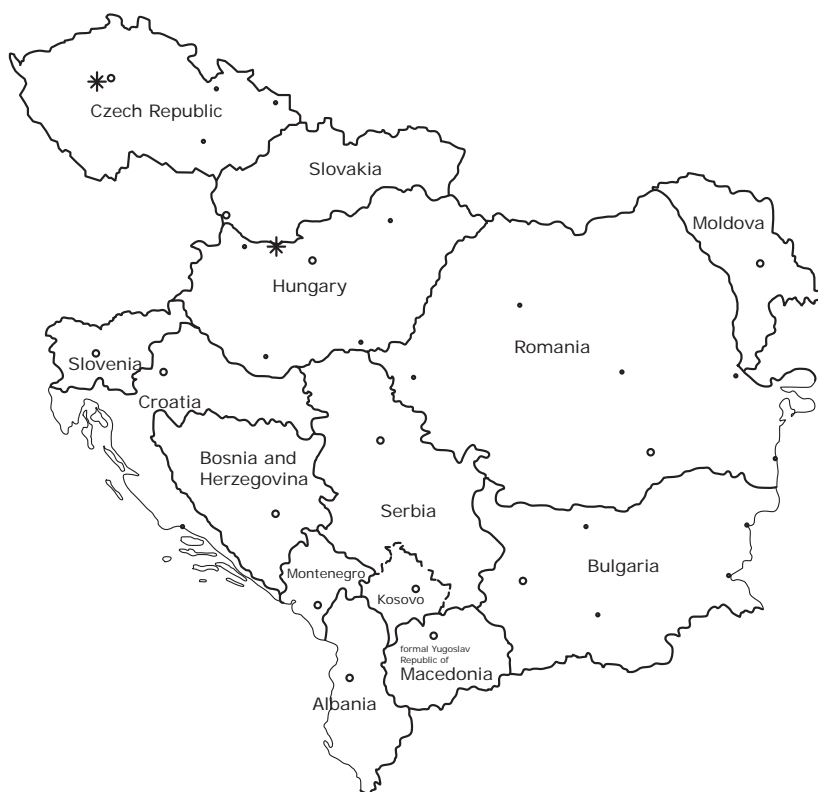 Czech Republic
Slovakia
Moldova
Hungary
Romania
Slovenia
Croatia
Bosnia and
Herzegovina
Serbia
Bulgaria
Montenegro
Kosovo
formal Yugoslav
Republic of
Macedonia
Albania